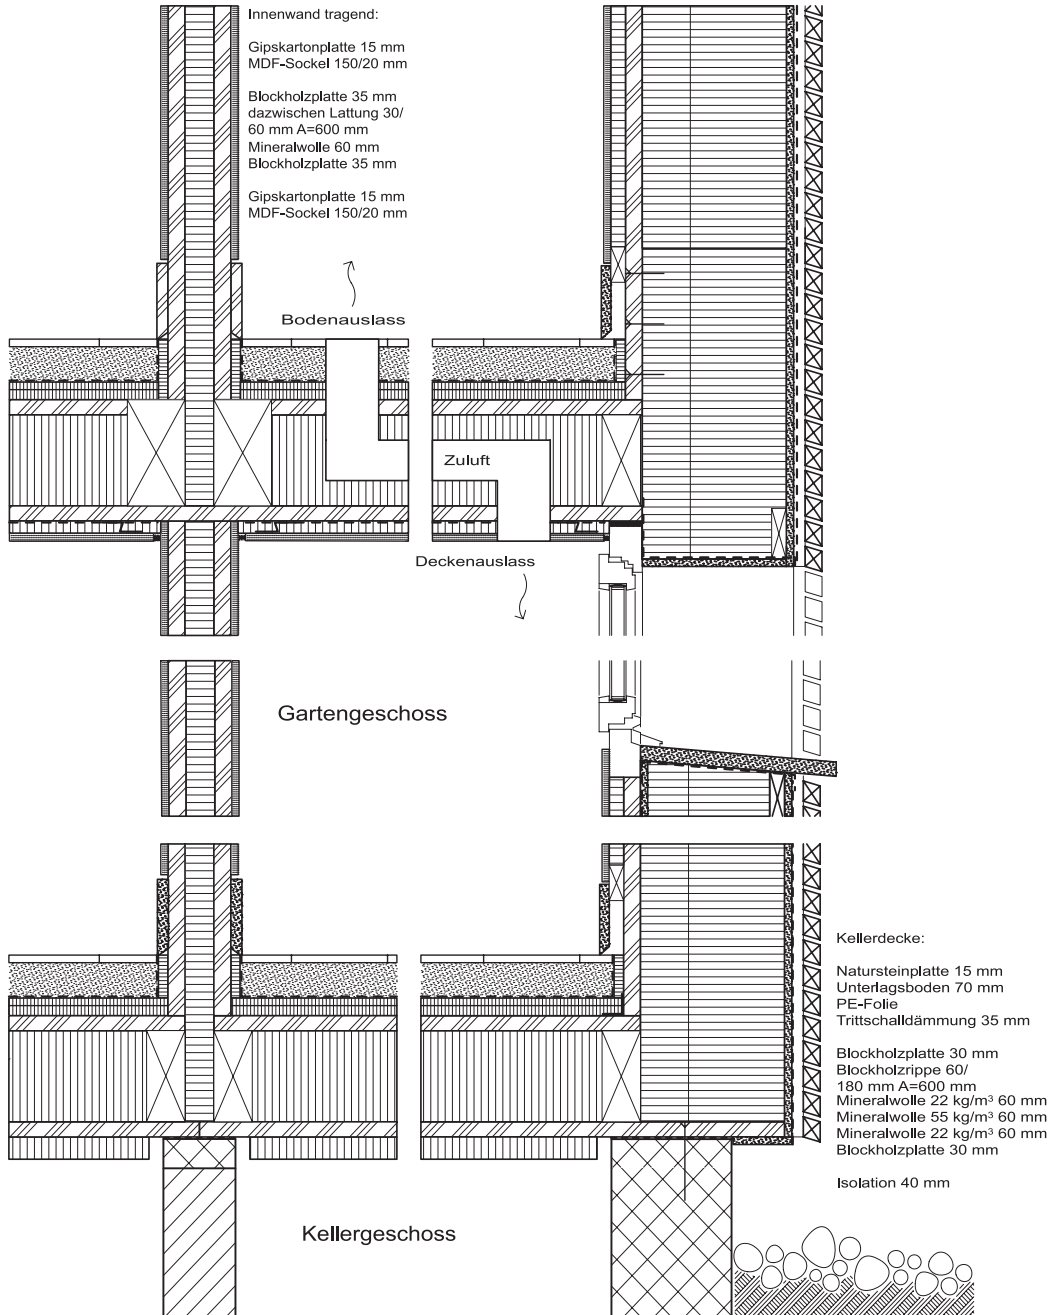 Innenwand tragend:
Gipskartonplatte 15 mm
MDF-Sockel 150/20 mm
Blockholzplatte 35 mm
dazwischen Lattung 30/
60 mm A=600 mm
Mineralwolle 60 mm
Blockholzplatte 35 mm
Gipskartonplatte 15 mm
MDF-Sockel 150/20 mm
Bodenauslass
Zuluft
Deckenauslass
Gartengeschoss
Kellerdecke:
Natursteinplatte 15 mm
Unterlagsboden 70 mm
PE-Folie
Trittschalldämmung 35 mm
Blockholzplatte 30 mm
Blockholzrippe 60/
180 mm A=600 mm
Mineralwolle 22 kg/m³ 60 mm
Mineralwolle 55 kg/m³ 60 mm
Mineralwolle 22 kg/m³ 60 mm
Blockholzplatte 30 mm
Isolation 40 mm
Kellergeschoss